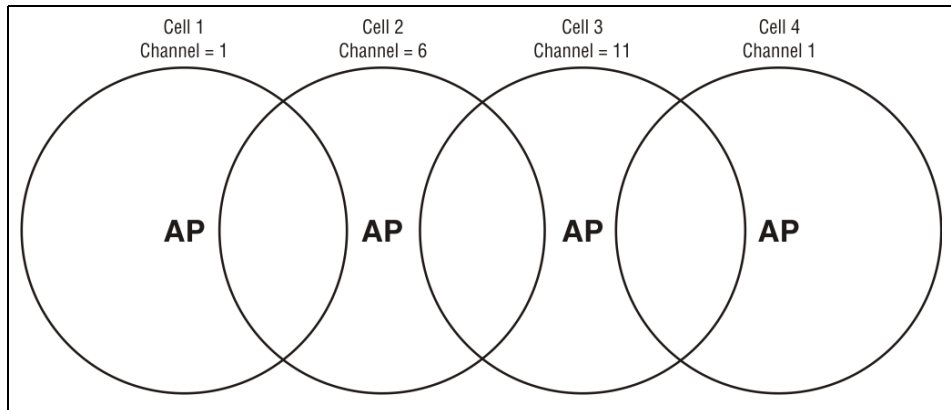 Cell 1
Channel = 1
Cell 2
Channel = 6
Cell 3
Channel = 11
Cell 4
Channel 1
AP
AP
AP
AP